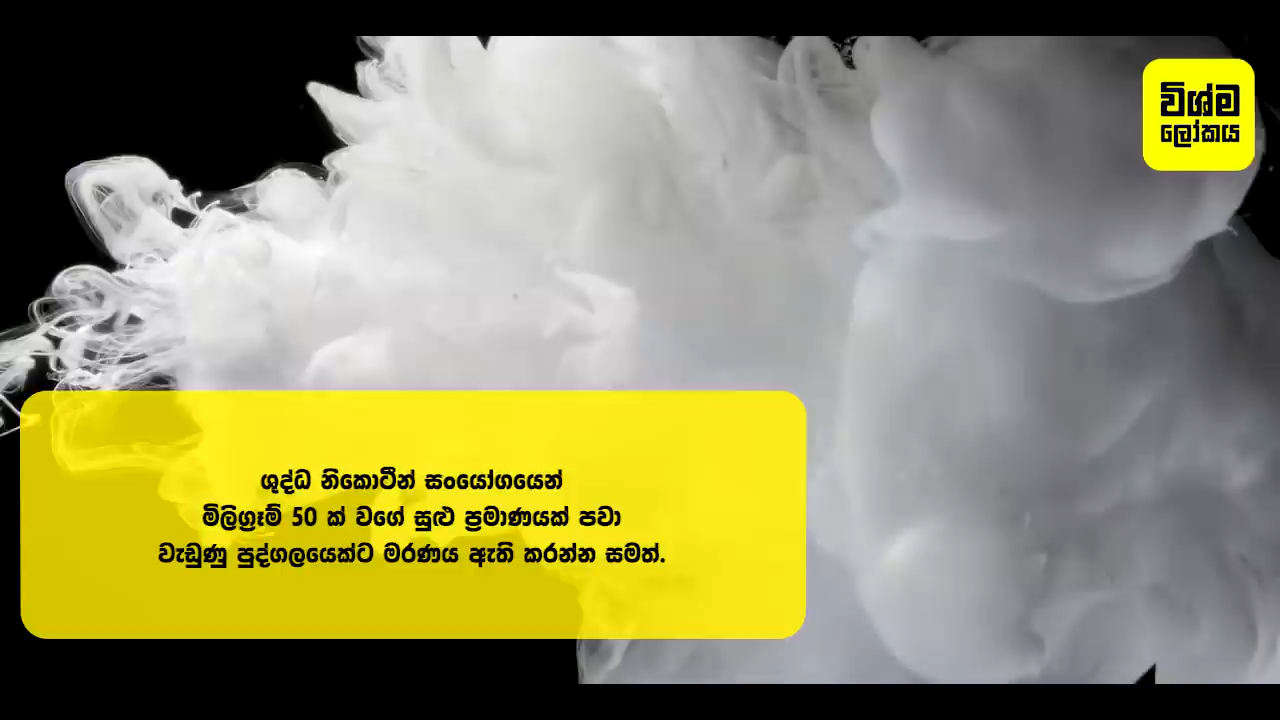 විශ්ම
ලෝකය
ශුද්ධ නිකොටීන් සංයෝගයෙන්
මිලිග්‍රෑම් 50 ක් වගේ සුළු ප්‍රමාණයක් පවා
වැඩුණු පුද්ගලයෙක්ට මරණය ඇති කරන්න සමත්.